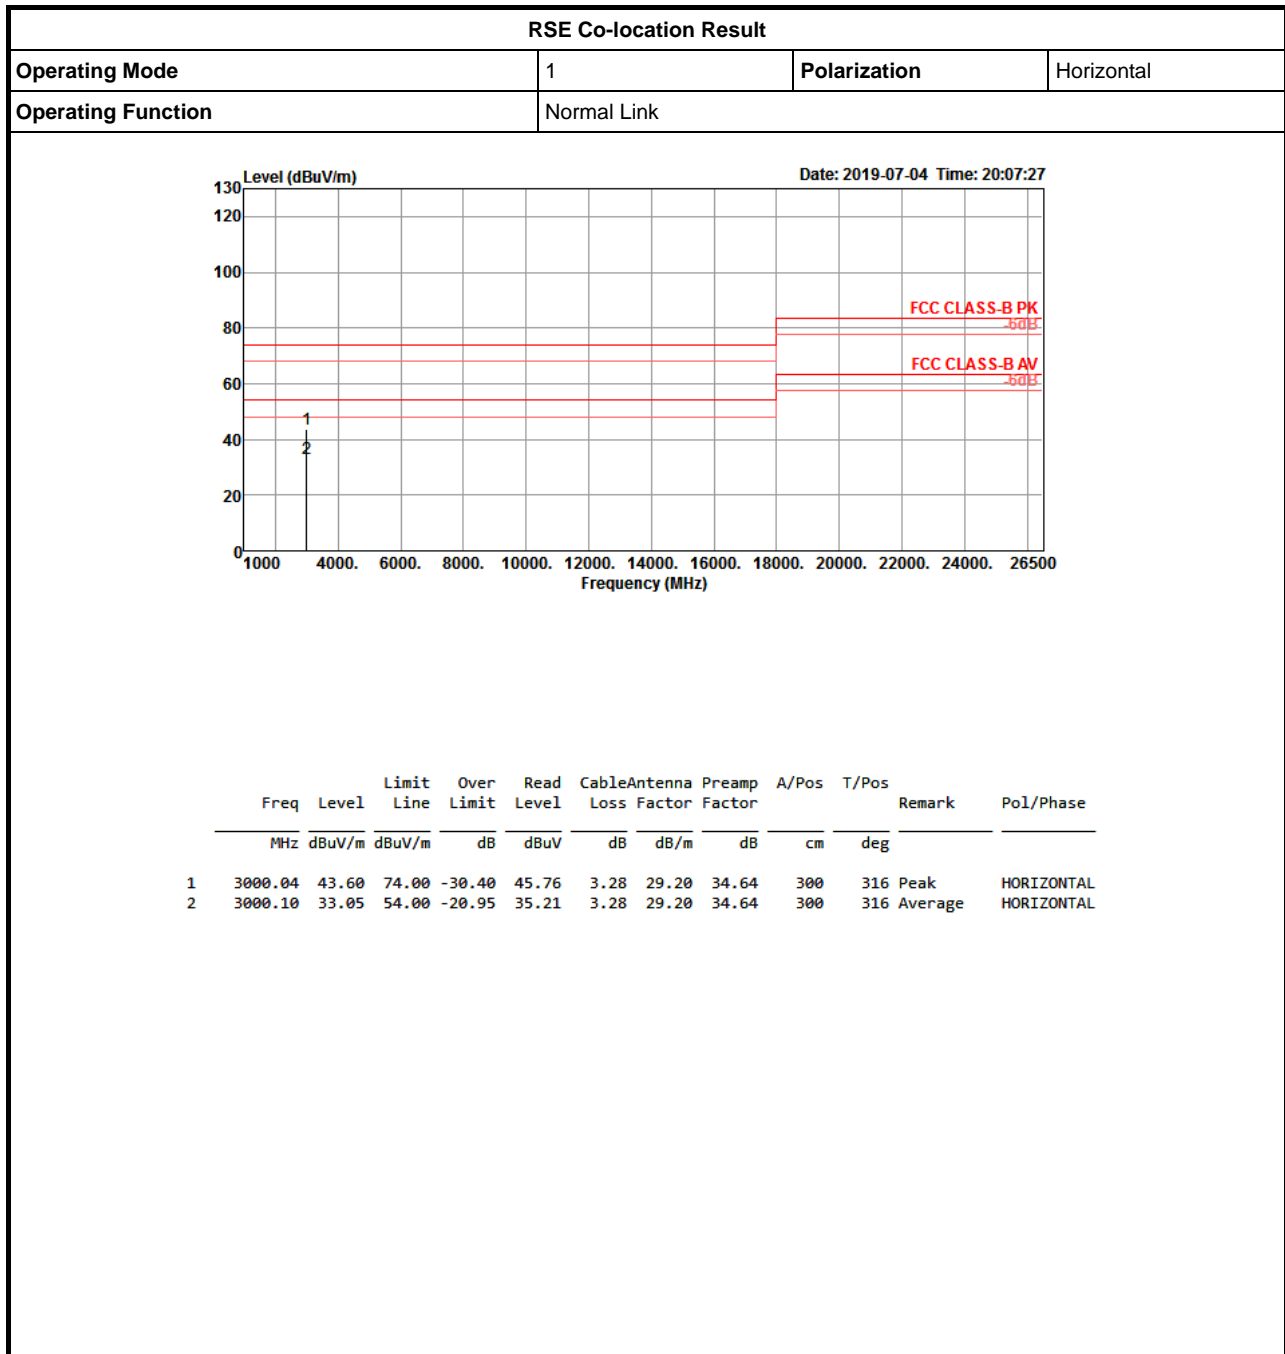 RSE Co-location Result
Operating Mode 1 Polarization Horizontal
Operating Function Normal Link
Level (dBuV/m) Date: 2019-07-04 Time: 20:07:27
130
120
100
FCC CLASS-B PK
80 -6dB
FCC CLASS-B AV
60 -6dB
1
40 2
20
0
1000 4000. 6000. 8000. 10000. 12000. 14000. 16000. 18000. 20000. 22000. 24000. 26500
Frequency (MHz)
Limit Over Read CableAntenna Preamp A/Pos T/Pos
Freq Level Line Limit Level Loss Factor Factor Remark Pol/Phase
MHz dBuV/m dBuV/m dB dBuV dB dB/m dB cm deg
1 3000.04 43.60 74.00 -30.40 45.76 3.28 29.20 34.64 300 316 Peak HORIZONTAL
2 3000.10 33.05 54.00 -20.95 35.21 3.28 29.20 34.64 300 316 Average HORIZONTAL